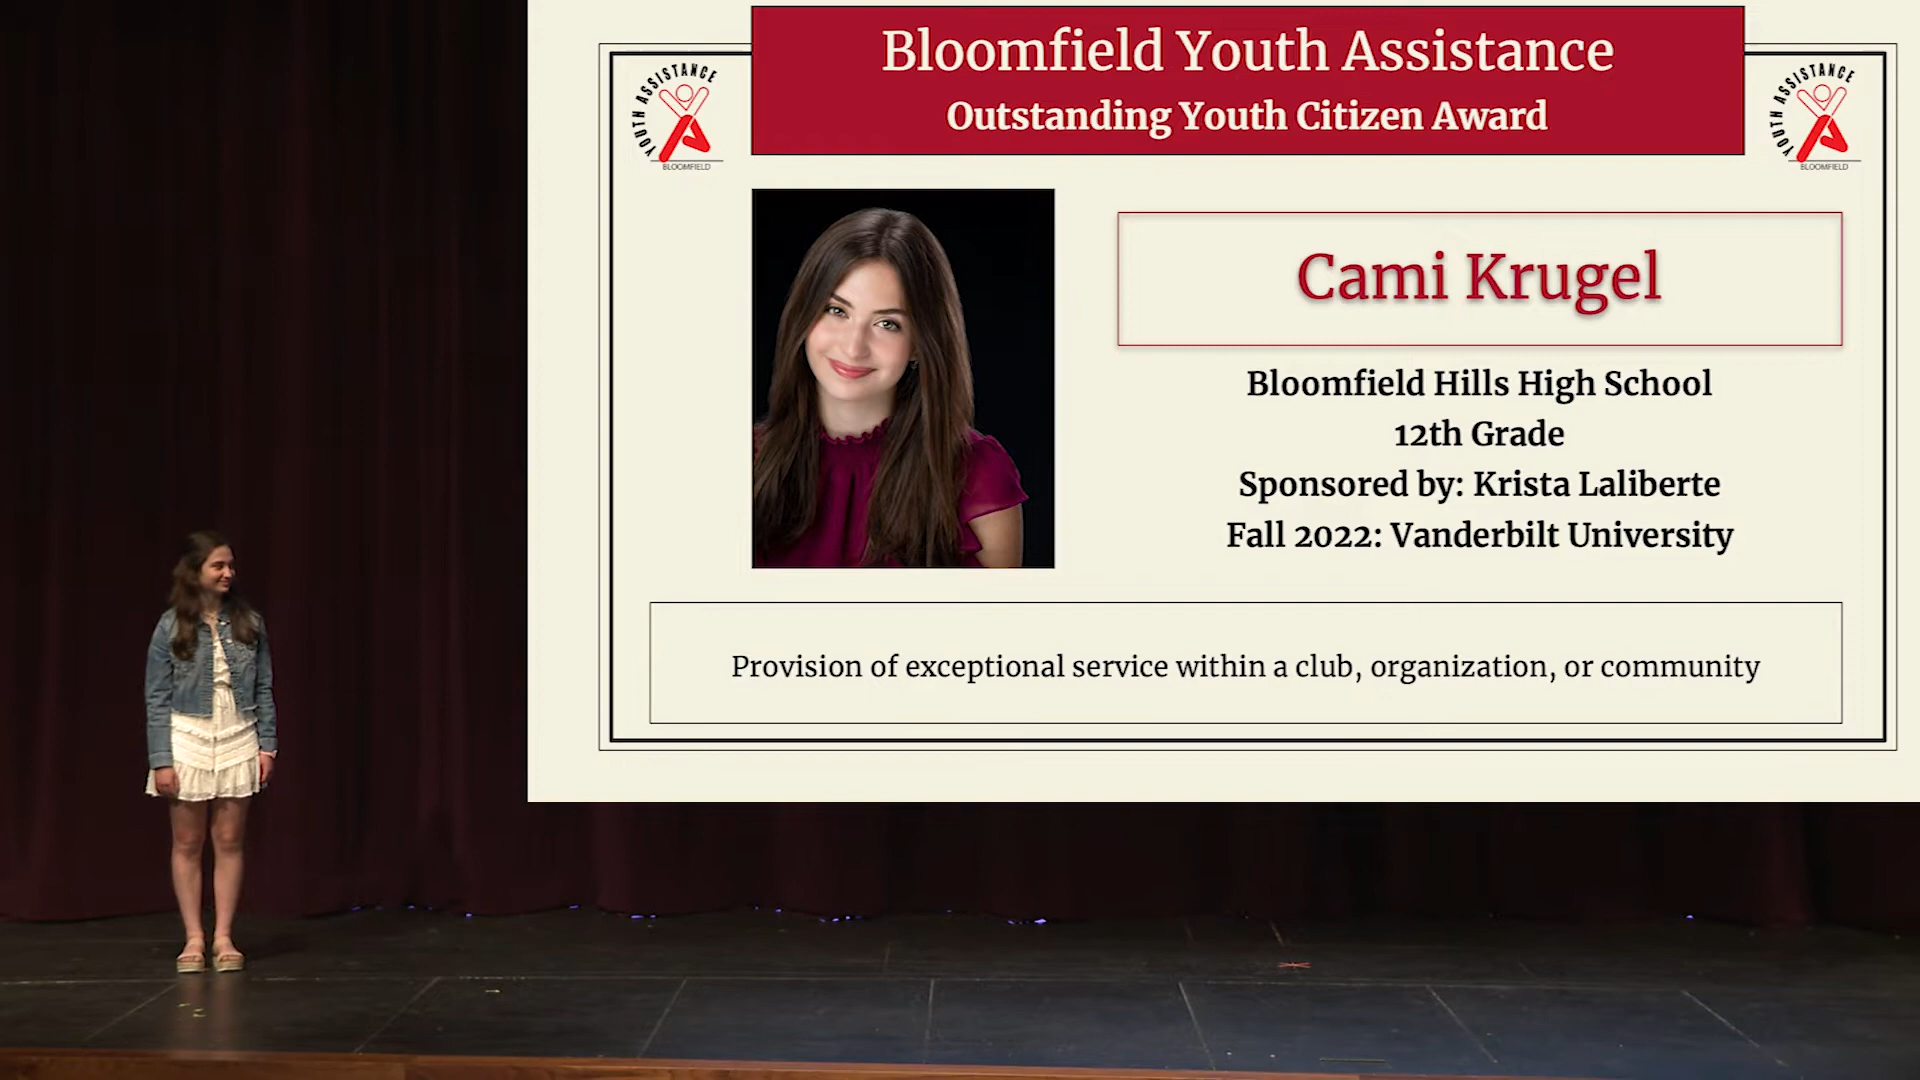 Bloomfield Youth Assistance
Outstanding Youth Citizen Award
YOUTH ASSISTANCE
BLOOMFIELD
YOUTH ASSISTANCE
BLOOMFIELD
Cami Krugel
Bloomfield Hills High School
12th Grade
Sponsored by: Krista Laliberte
Fall 2022: Vanderbilt University
Provision of exceptional service within a club, organization, or community